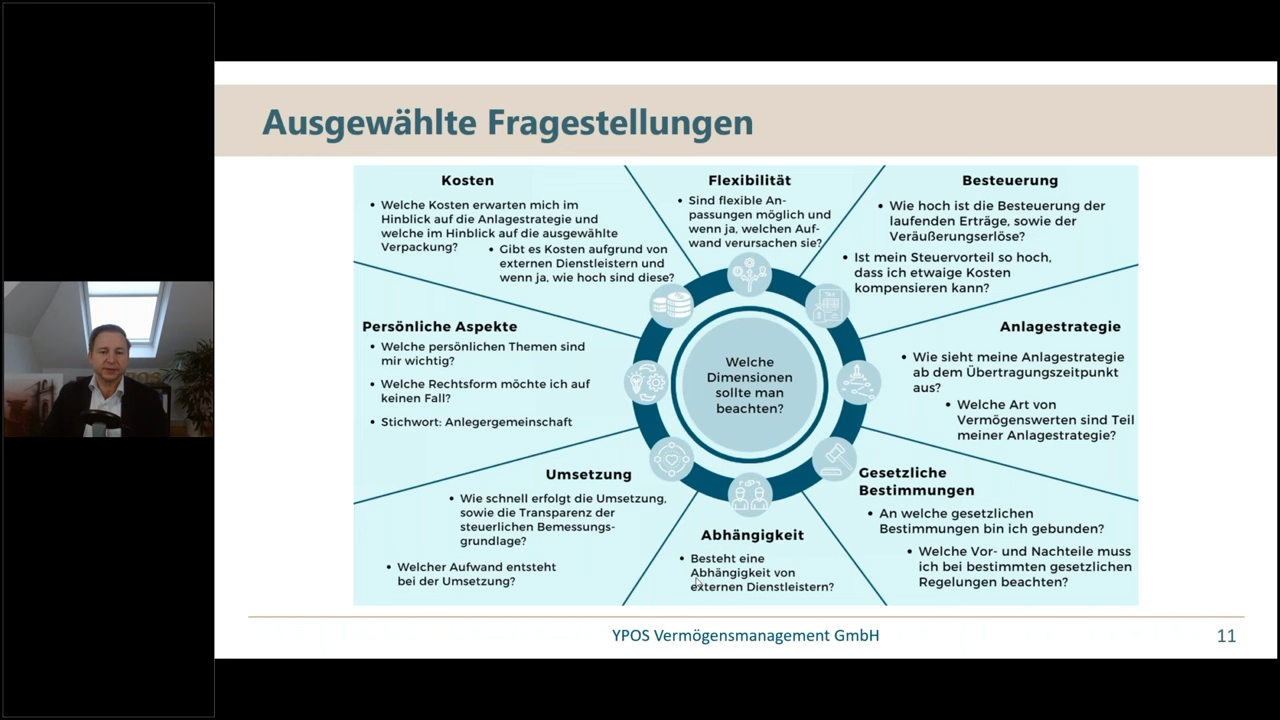 Ausgewählte Fragestellungen
Kosten
• Welche Kosten erwarten mich im
Hinblick auf die Anlagestrategie und
welche im Hinblick auf die ausgewählte
Verpackung?
• Gibt es Kosten aufgrund von
externen Dienstleistern und
wenn ja, wie hoch sind diese?
Flexibilität
• Sind flexible An-
passungen möglich und
wenn ja, welchen Auf-
wand verursachen sie?
Besteuerung
• Wie hoch ist die Besteuerung der
laufenden Erträge, sowie der
Veräußerungserlöse?
• Ist mein Steuervorteil so hoch,
dass ich etwaige Kosten
kompensieren kann?
Persönliche Aspekte
• Welche persönlichen Themen sind
mir wichtig?
• Welche Rechtsform möchte ich auf
keinen Fall?
• Stichwort: Anlegergemeinschaft
Welche
Dimensionen
sollte man
beachten?
Anlagestrategie
• Wie sieht meine Anlagestrategie
ab dem Übertragungszeitpunkt
aus?
• Welche Art von
Vermögenswerten sind Teil
meiner Anlagestrategie?
Umsetzung
• Wie schnell erfolgt die Umsetzung,
sowie die Transparenz der
steuerlichen Bemessungs-
grundlage?
• Welcher Aufwand entsteht
bei der Umsetzung?
Abhängigkeit
• Besteht eine
Abhängigkeit von
externen Dienstleistern?
Gesetzliche
Bestimmungen
• An welche gesetzlichen
Bestimmungen bin ich gebunden?
• Welche Vor- und Nachteile muss
ich bei bestimmten gesetzlichen
Regelungen beachten?
YPOS Vermögensmanagement GmbH
11